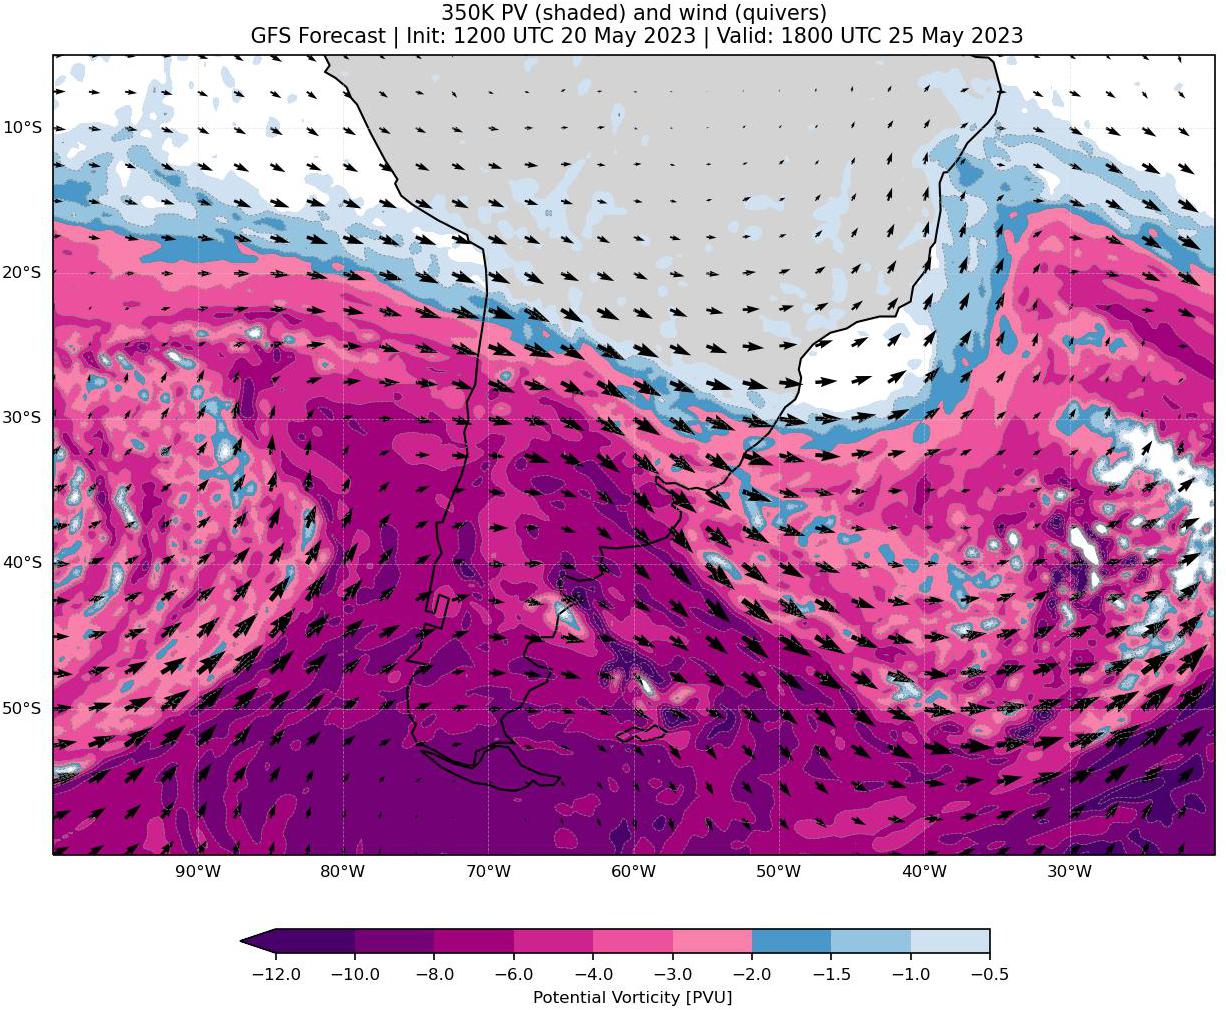 350K PV (shaded) and wind (quivers)
GFS Forecast | Init: 1200 UTC 20 May 2023 | Valid: 1800 UTC 25 May 2023
10°S
20°S
30°S
40°S
50°S
90°W 80°W 70°W 60°W 50°W 40°W 30°W
−12.0 −10.0 −8.0 −6.0 −4.0 −3.0 −2.0 −1.5 −1.0 −0.5
Potential Vorticity [PVU]